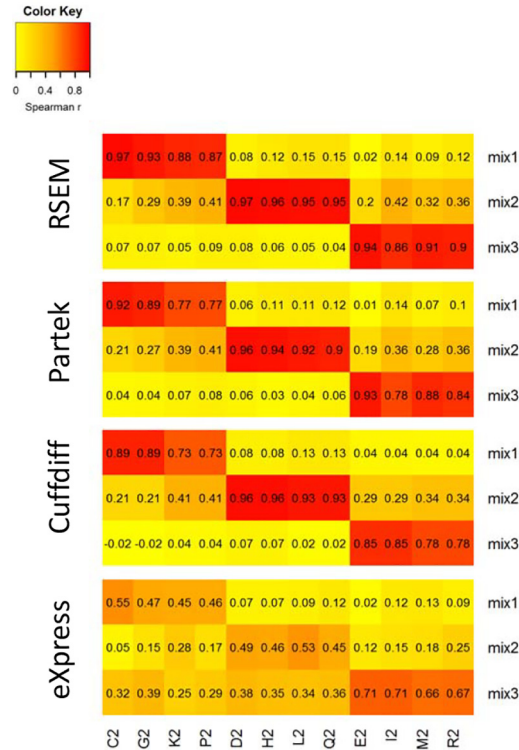 Color Key
0 0.4 0.8
Spearman r
RSEM
0.97 0.93 0.88 0.87 0.08 0.12 0.15 0.15 0.02 0.14 0.09 0.12 mix1
0.17 0.29 0.39 0.41 0.97 0.96 0.95 0.95 0.2 0.42 0.32 0.36 mix2
0.07 0.07 0.05 0.09 0.08 0.06 0.05 0.04 0.94 0.86 0.91 0.9 mix3
Partek
0.92 0.89 0.77 0.77 0.06 0.11 0.11 0.12 0.01 0.14 0.07 0.1 mix1
0.21 0.27 0.39 0.41 0.96 0.94 0.92 0.9 0.19 0.36 0.28 0.36 mix2
0.04 0.04 0.07 0.08 0.06 0.03 0.04 0.06 0.93 0.78 0.88 0.84 mix3
Cuffdiff
0.89 0.89 0.73 0.73 0.08 0.08 0.13 0.13 0.04 0.04 0.04 0.04 mix1
0.21 0.21 0.41 0.41 0.96 0.96 0.93 0.93 0.29 0.29 0.34 0.34 mix2
-0.02 -0.02 0.04 0.04 0.07 0.07 0.02 0.02 0.85 0.85 0.78 0.78 mix3
eXpress
0.55 0.47 0.45 0.46 0.07 0.07 0.09 0.12 0.02 0.12 0.13 0.09 mix1
0.05 0.15 0.28 0.17 0.49 0.46 0.53 0.45 0.12 0.15 0.18 0.25 mix2
0.32 0.39 0.25 0.29 0.38 0.35 0.34 0.36 0.71 0.71 0.66 0.67 mix3
C2 G2 K2 P2 D2 H2 L2 Q2 E2 I2 M2 R2